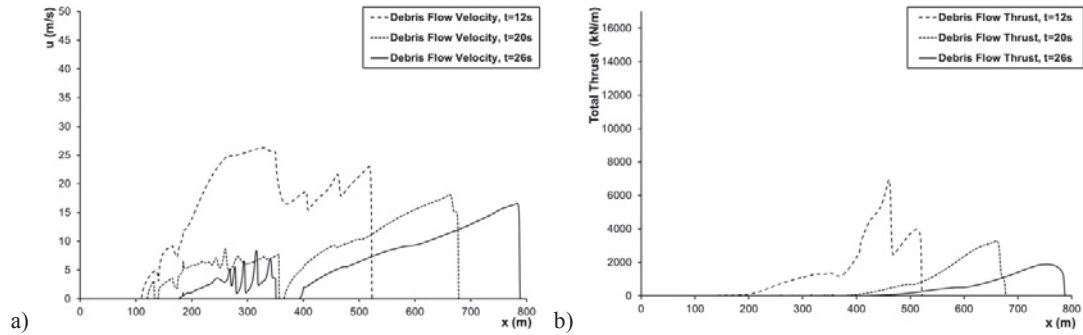 50
45
40
35
30
25
20
15
10
5
0
u (m/s)
0 100 200 300 400 500 600 700 800
x (m)
Debris Flow Velocity, t=12s
Debris Flow Velocity, t=20s
Debris Flow Velocity, t=26s
a)
16000
14000
12000
10000
8000
6000
4000
2000
0
Total Thrust (kN/m)
0 100 200 300 400 500 600 700 800
x (m)
Debris Flow Thrust, t=12s
Debris Flow Thrust, t=20s
Debris Flow Thrust, t=26s
b)